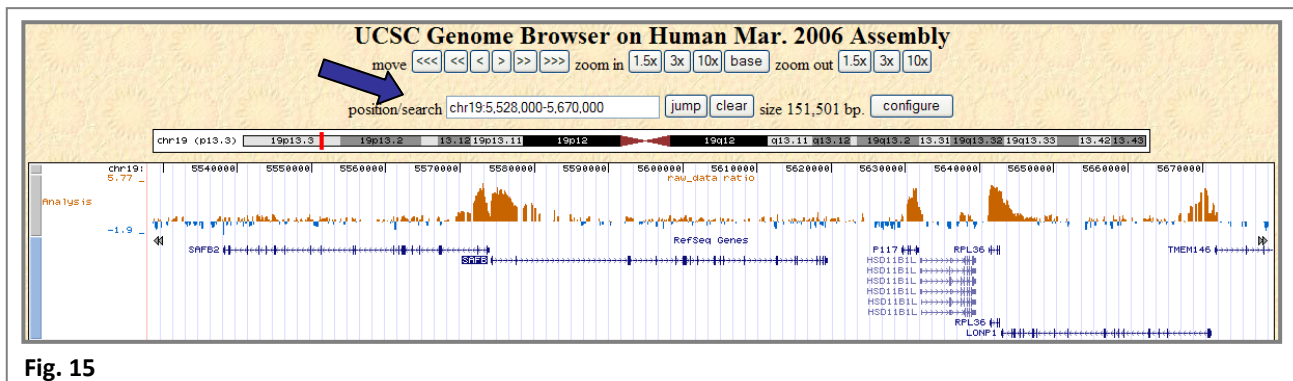 UCSC Genome Browser on Human Mar. 2006 Assembly
move <<< << < > >> >>> zoom in 1.5x 3x 10x base zoom out 1.5x 3x 10x
position/search chr19:5,528,000-5,670,000 jump clear size 151,501 bp. configure
chr19 (p13.3) 19p13.3 19p13.2 13.12 19p13.11 19p12 19q12 q13.11 q13.12 19q13.2 13.31 19q13.32 19q13.33 13.42 13.43
chr19: 5540000 5550000 5560000 5570000 5580000 5590000 5600000 5610000 5620000 5630000 5640000 5650000 5660000 5670000
5.77 _ raw_data ratio
Analysis
-1.9 _
RefSeq Genes
SAFB2 P117 RPL36 TMEM146
SAFB HSD11B1L
HSD11B1L
HSD11B1L
HSD11B1L
HSD11B1L
HSD11B1L
RPL36
LONP1
Fig. 15